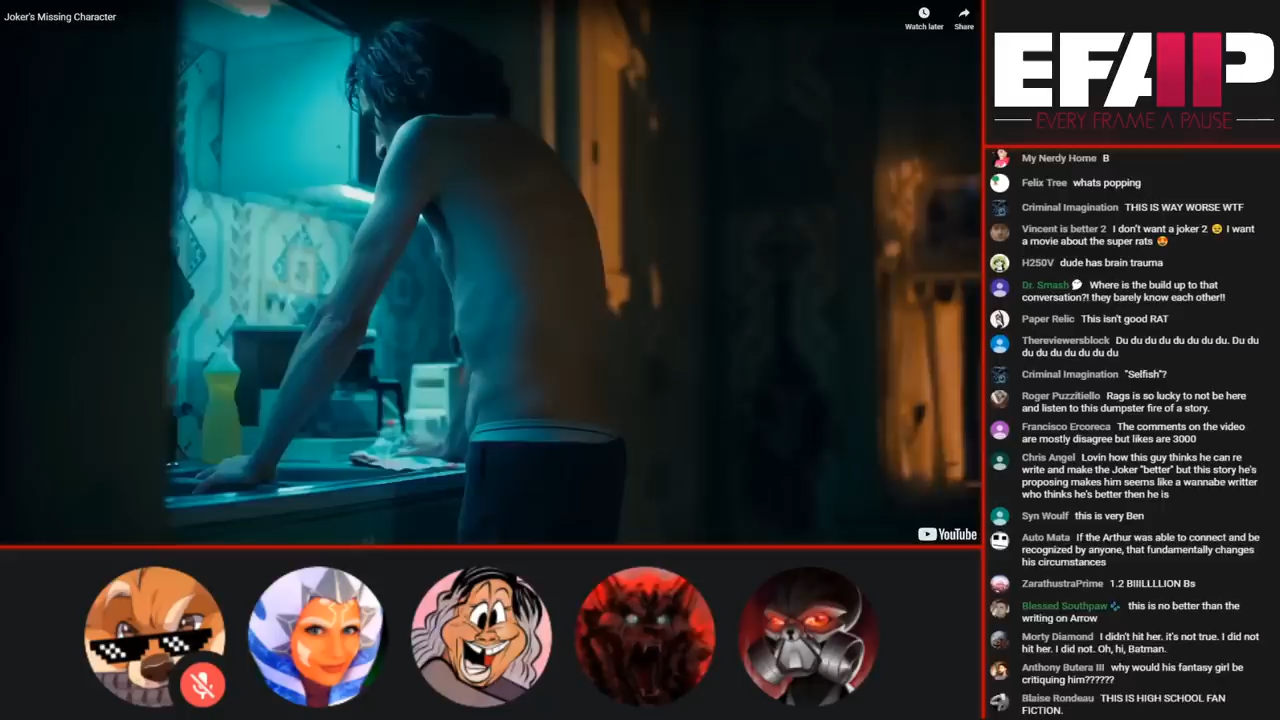 Joker's Missing Character
Watch later
Share
YouTube
EFAP
EVERY FRAME A PAUSE
My Nerdy Home B
Felix Tree whats popping
Criminal Imagination THIS IS WAY WORSE WTF
Vincent is better 2 I don't want a joker 2 😢 I want
a movie about the super rats 😍
H250V dude has brain trauma
Dr. Smash Where is the build up to that
conversation?! they barely know each other!!
Paper Relic This isn't good RAT
Thereviewersblock Du du du du du du du du. Du du
du du du du du du du du
Criminal Imagination "Selfish"?
Roger Puzzitiello Rags is so lucky to not be here
and listen to this dumpster fire of a story.
Francisco Ercoreca The comments on the video
are mostly disagree but likes are 3000
Chris Angel Lovin how this guy thinks he can re
write and make the Joker "better" but this story he's
proposing makes him seems like a wannabe writter
who thinks he's better then he is
Syn Woulf this is very Ben
Auto Mata If the Arthur was able to connect and be
recognized by anyone, that fundamentally changes
his circumstances
ZarathustraPrime 1.2 BIIILLLLION Bs
Blessed Southpaw this is no better than the
writing on Arrow
Morty Diamond I didn't hit her. it's not true. I did not
hit her. I did not. Oh, hi, Batman.
Anthony Butera III why would his fantasy girl be
critiquing him??????
Blaise Rondeau THIS IS HIGH SCHOOL FAN
FICTION.